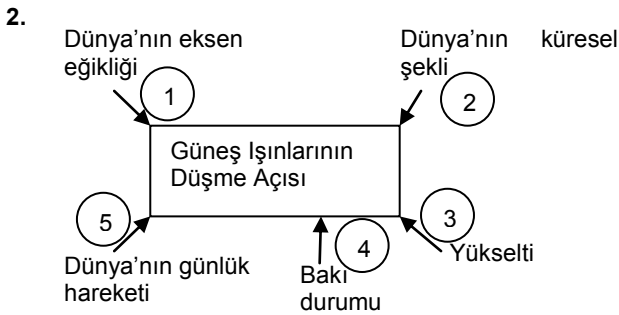 2.
Dünya’nın eksen
eğikliği
1
Dünya’nın küresel
şekli
2
Güneş Işınlarının
Düşme Açısı
5
Dünya’nın günlük
hareketi
4
Bakı
durumu
3
Yükselti